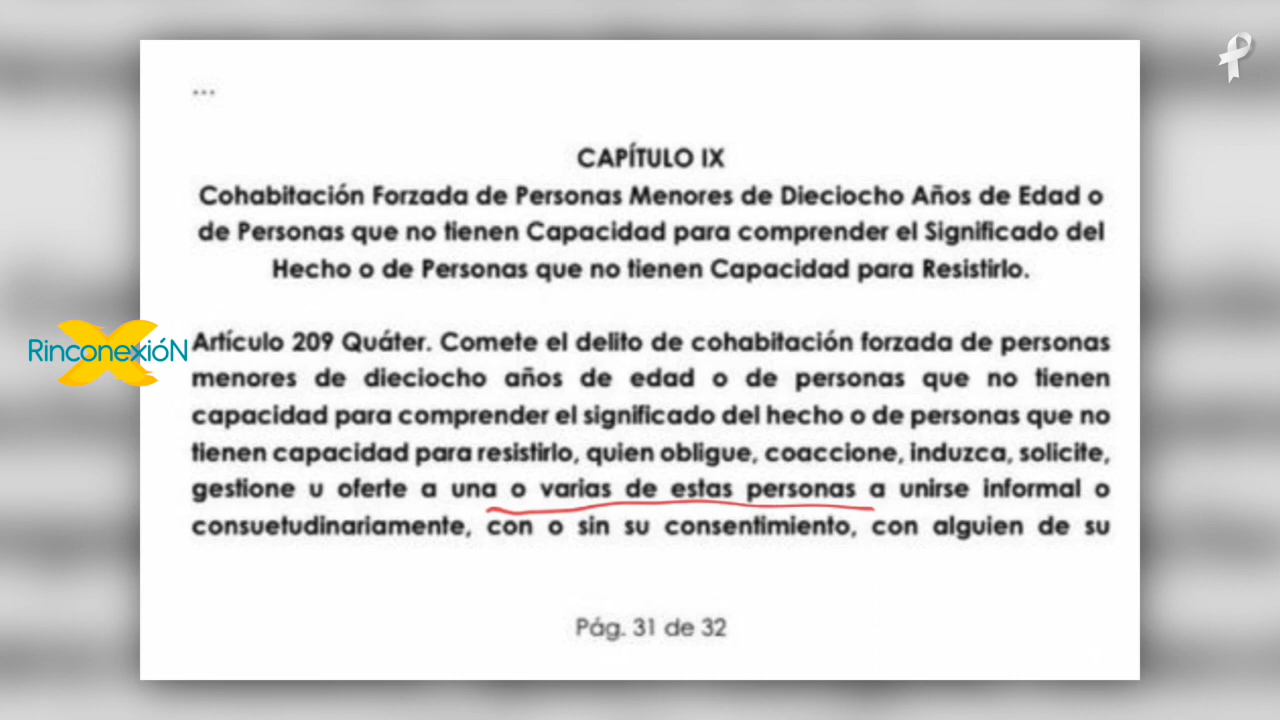 ...
CAPÍTULO IX
Cohabitación Forzada de Personas Menores de Dieciocho Años de Edad o
de Personas que no tienen Capacidad para comprender el Significado del
Hecho o de Personas que no tienen Capacidad para Resistirlo.
RinconexióN
Artículo 209 Quáter. Comete el delito de cohabitación forzada de personas
menores de dieciocho años de edad o de personas que no tienen
capacidad para comprender el significado del hecho o de personas que no
tienen capacidad para resistirlo, quien obligue, coaccione, induzca, solicite,
gestione u oferte a una o varias de estas personas a unirse informal o
consuetudinariamente, con o sin su consentimiento, con alguien de su
Pág. 31 de 32